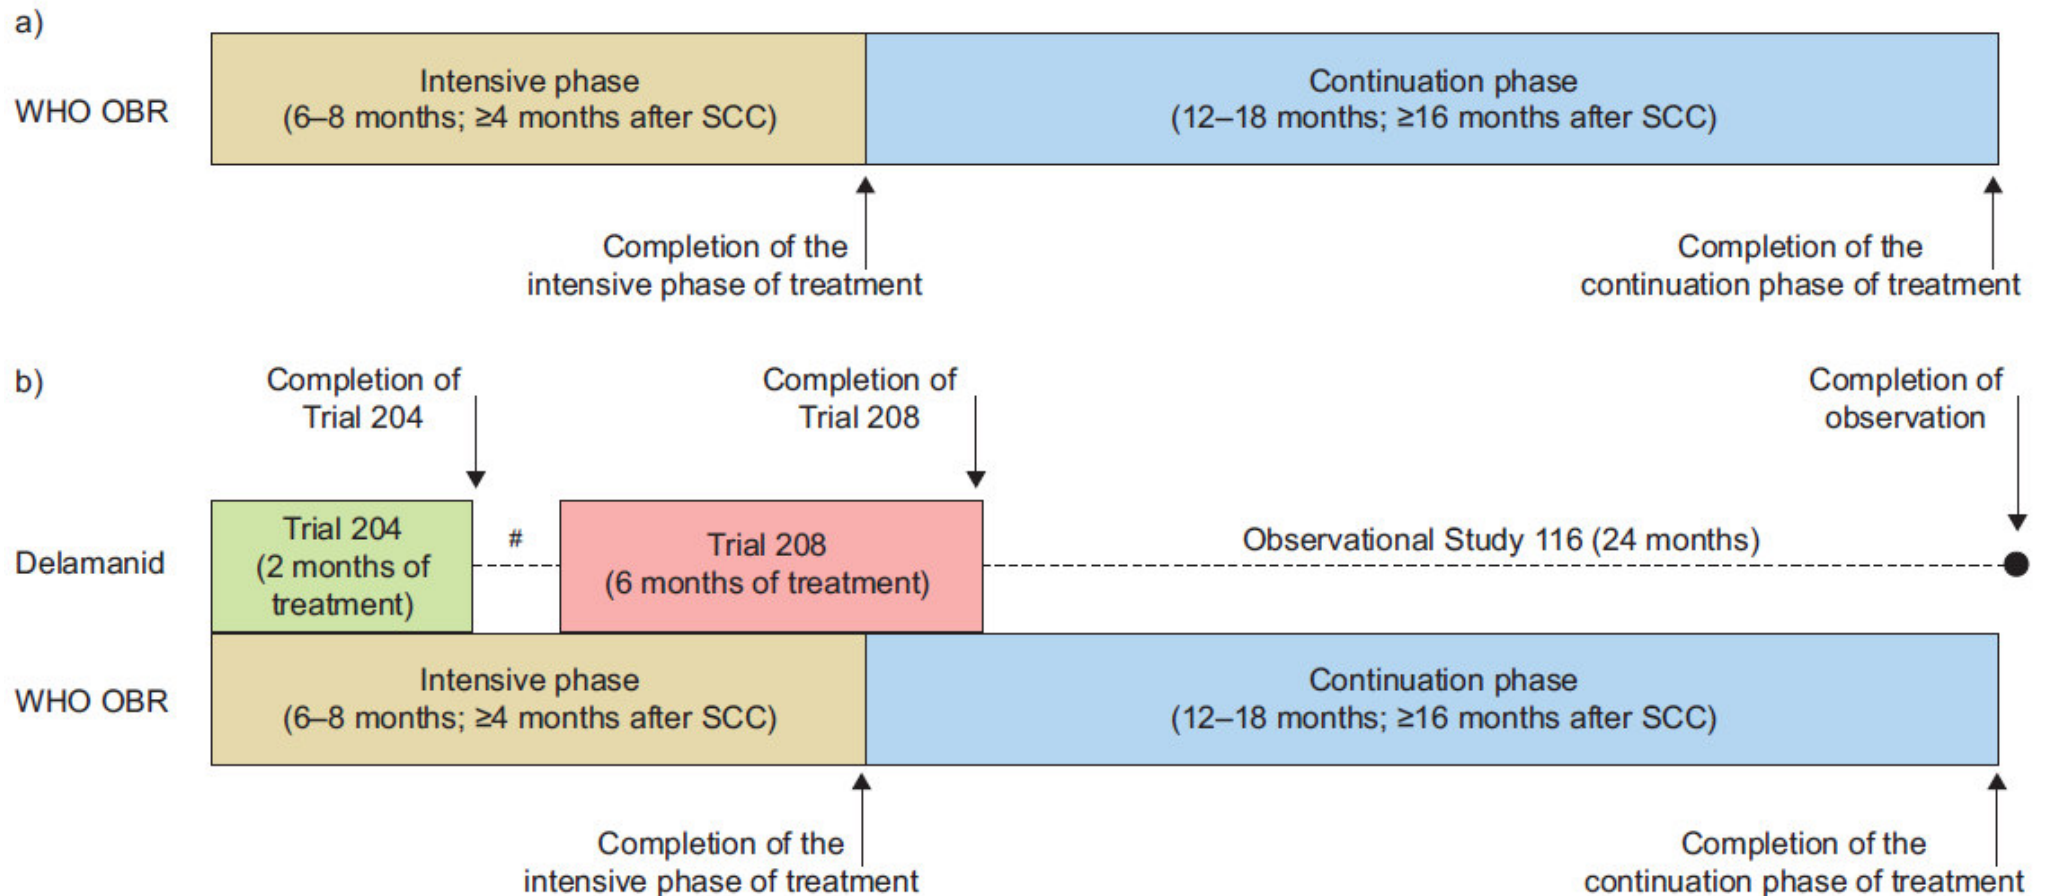 a)
WHO OBR
Intensive phase
(6–8 months; ≥4 months after SCC)
Continuation phase
(12–18 months; ≥16 months after SCC)
Completion of the
intensive phase of treatment
Completion of the
continuation phase of treatment
b)
Completion of
Trial 204
Completion of
Trial 208
Completion of
observation
Delamanid
Trial 204
(2 months of
treatment)
#
Trial 208
(6 months of treatment)
Observational Study 116 (24 months)
WHO OBR
Intensive phase
(6–8 months; ≥4 months after SCC)
Continuation phase
(12–18 months; ≥16 months after SCC)
Completion of the
intensive phase of treatment
Completion of the
continuation phase of treatment